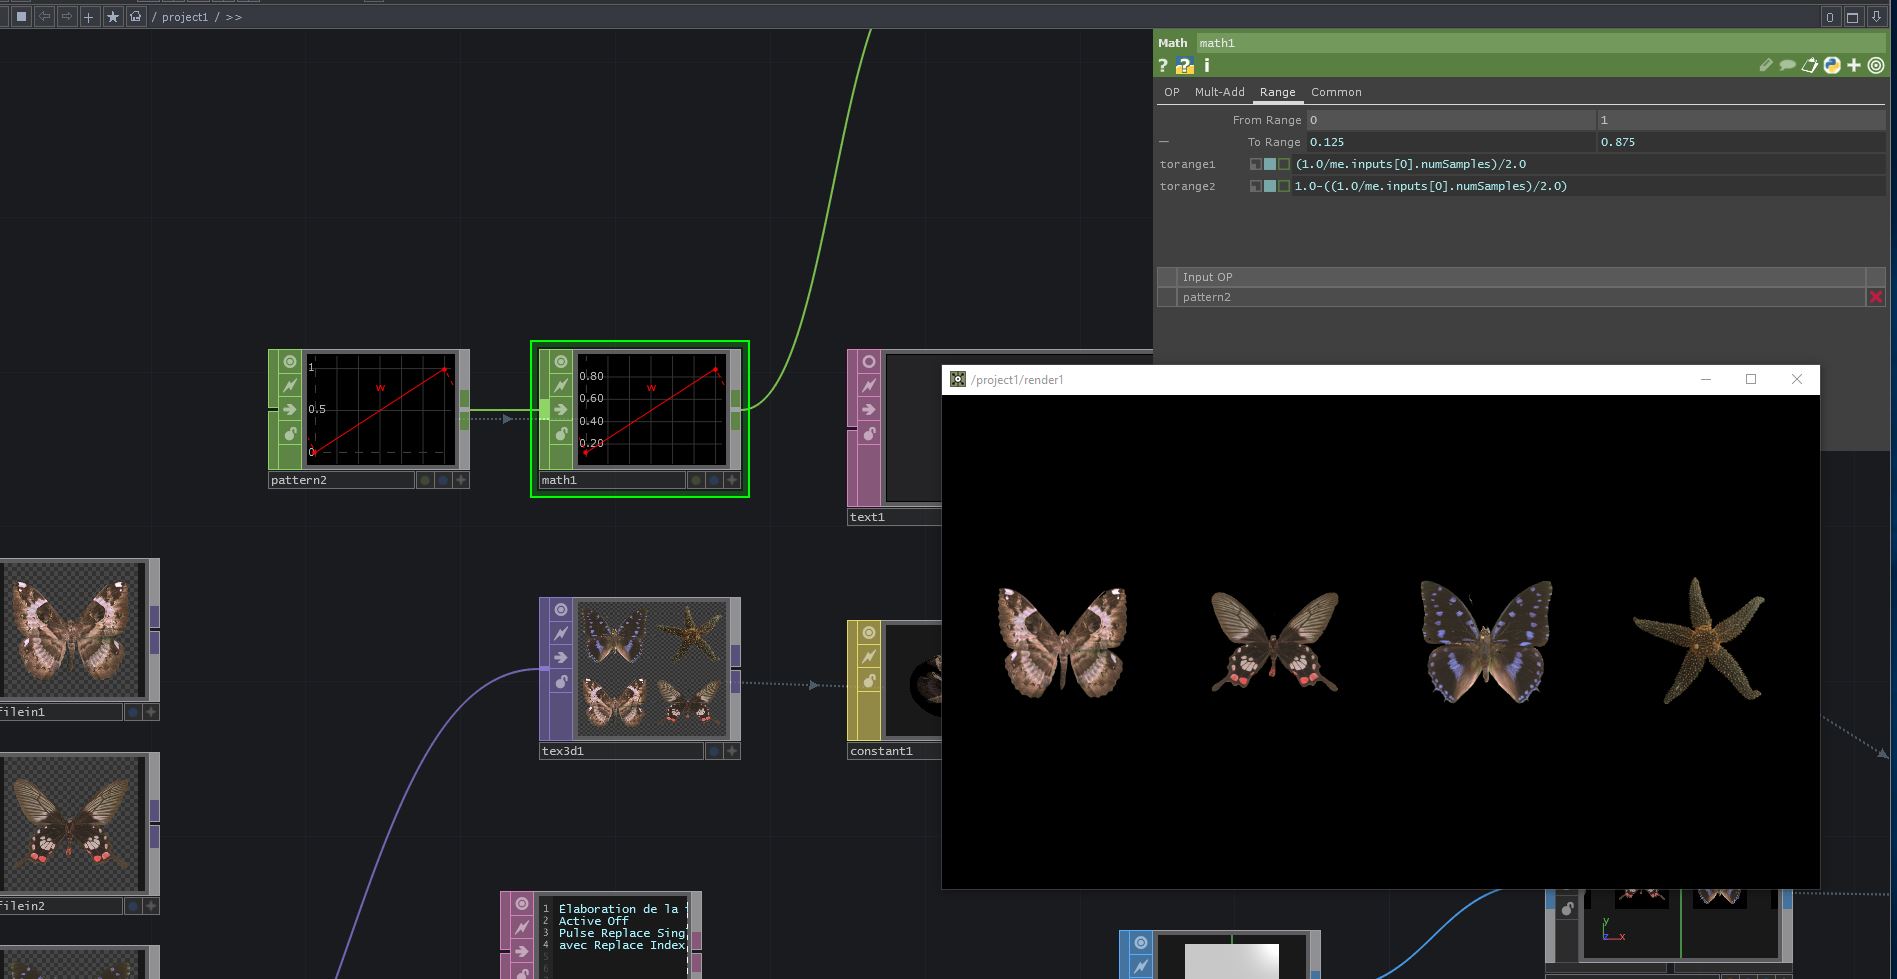 / project1 / >>
0
Math math1
? ? i
OP Mult-Add Range Common
From Range 0 1
To Range 0.125 0.875
torange1 (1.0/me.inputs[0].numSamples)/2.0
torange2 1.0-((1.0/me.inputs[0].numSamples)/2.0)
Input OP
pattern2
1
0.5
0
w
pattern2
0.80
0.60
0.40
0.20
w
math1
text1
/project1/render1
filein1
tex3d1
constant1
filein2
1 Élaboration de la
2 Active Off
3 Pulse Replace Sing
4 avec Replace Index
5
6
y
z x